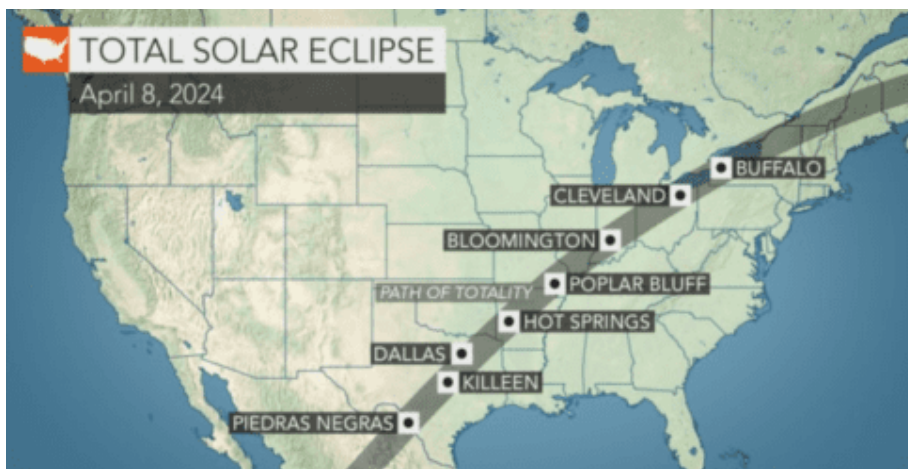 TOTAL SOLAR ECLIPSE
April 8, 2024
BUFFALO
CLEVELAND
BLOOMINGTON
POPLAR BLUFF
PATH OF TOTALITY
HOT SPRINGS
DALLAS
KILLEEN
PIEDRAS NEGRAS